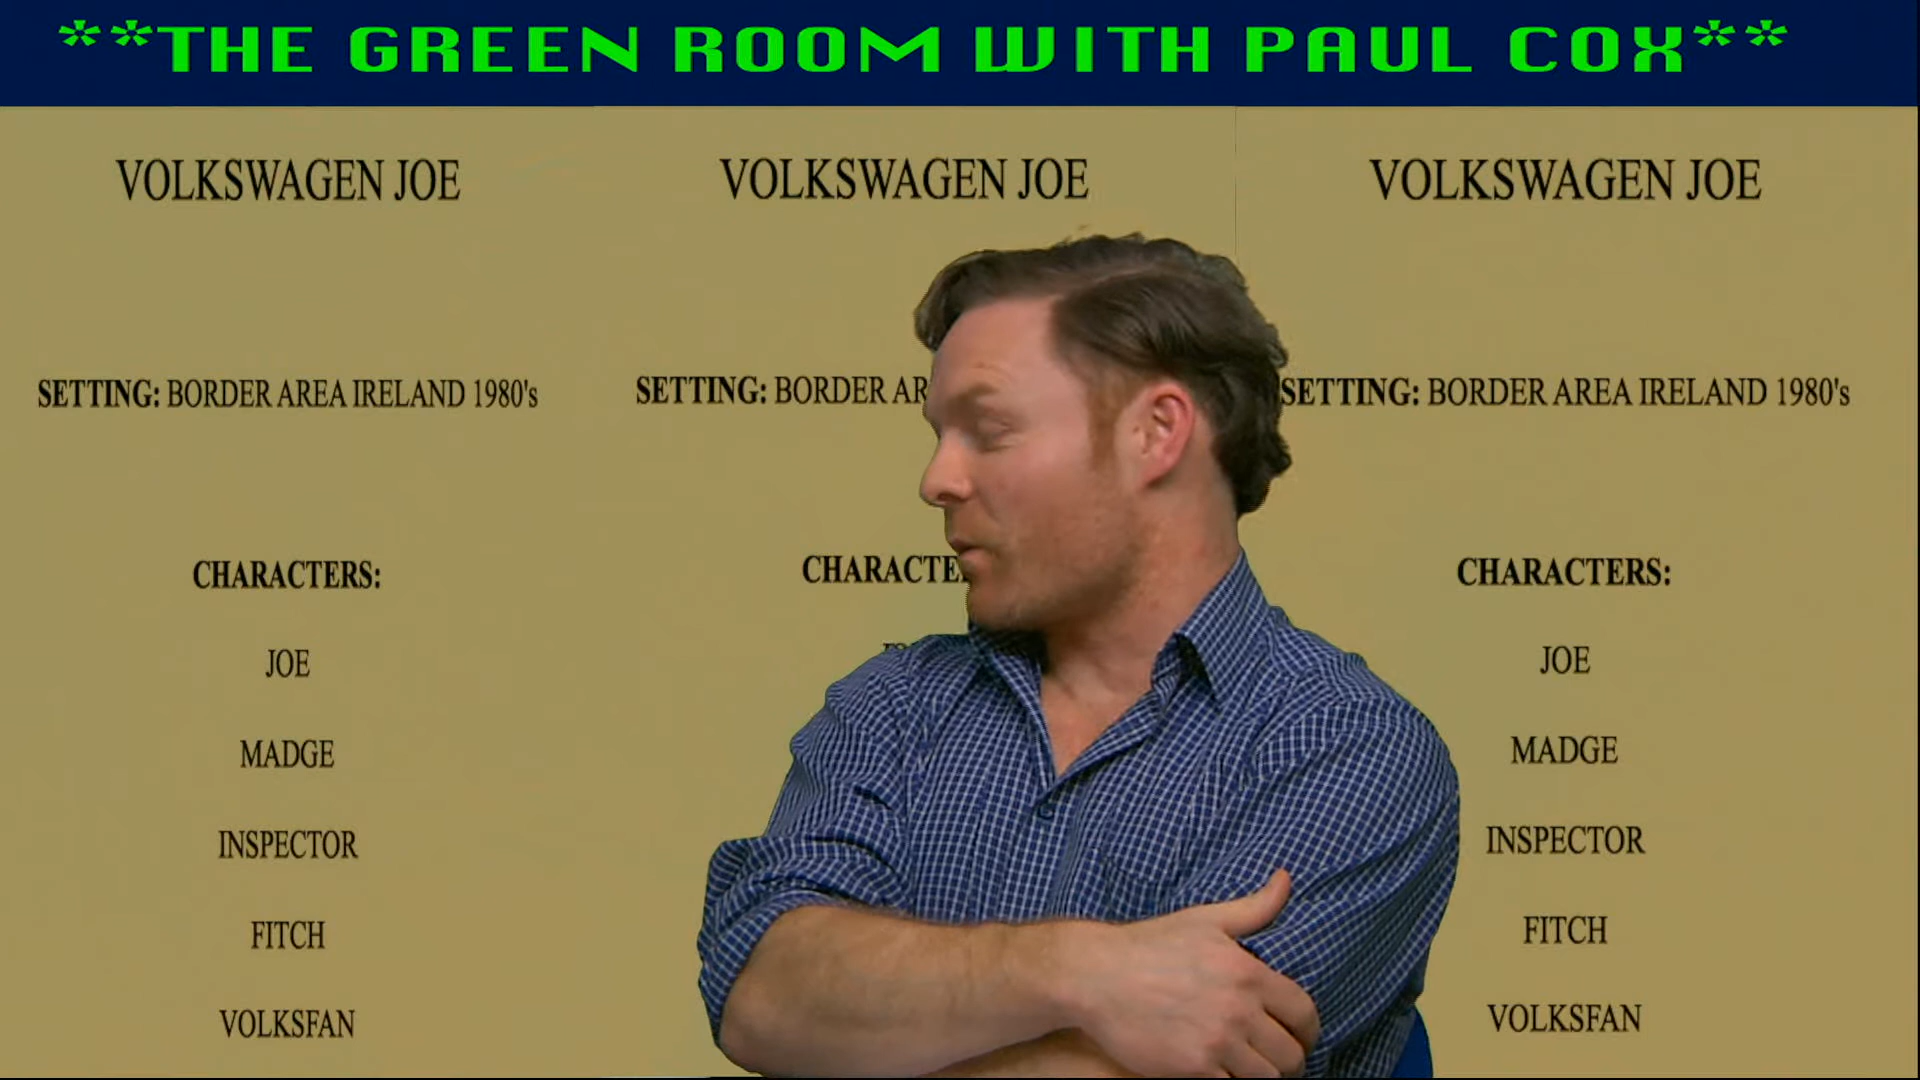 **THE GREEN ROOM WITH PAUL COX**
VOLKSWAGEN JOE
SETTING: BORDER AREA IRELAND 1980's
CHARACTERS:
JOE
MADGE
INSPECTOR
FITCH
VOLKSFAN
VOLKSWAGEN JOE
SETTING: BORDER AR
CHARACTE
VOLKSWAGEN JOE
SETTING: BORDER AREA IRELAND 1980's
CHARACTERS:
JOE
MADGE
INSPECTOR
FITCH
VOLKSFAN